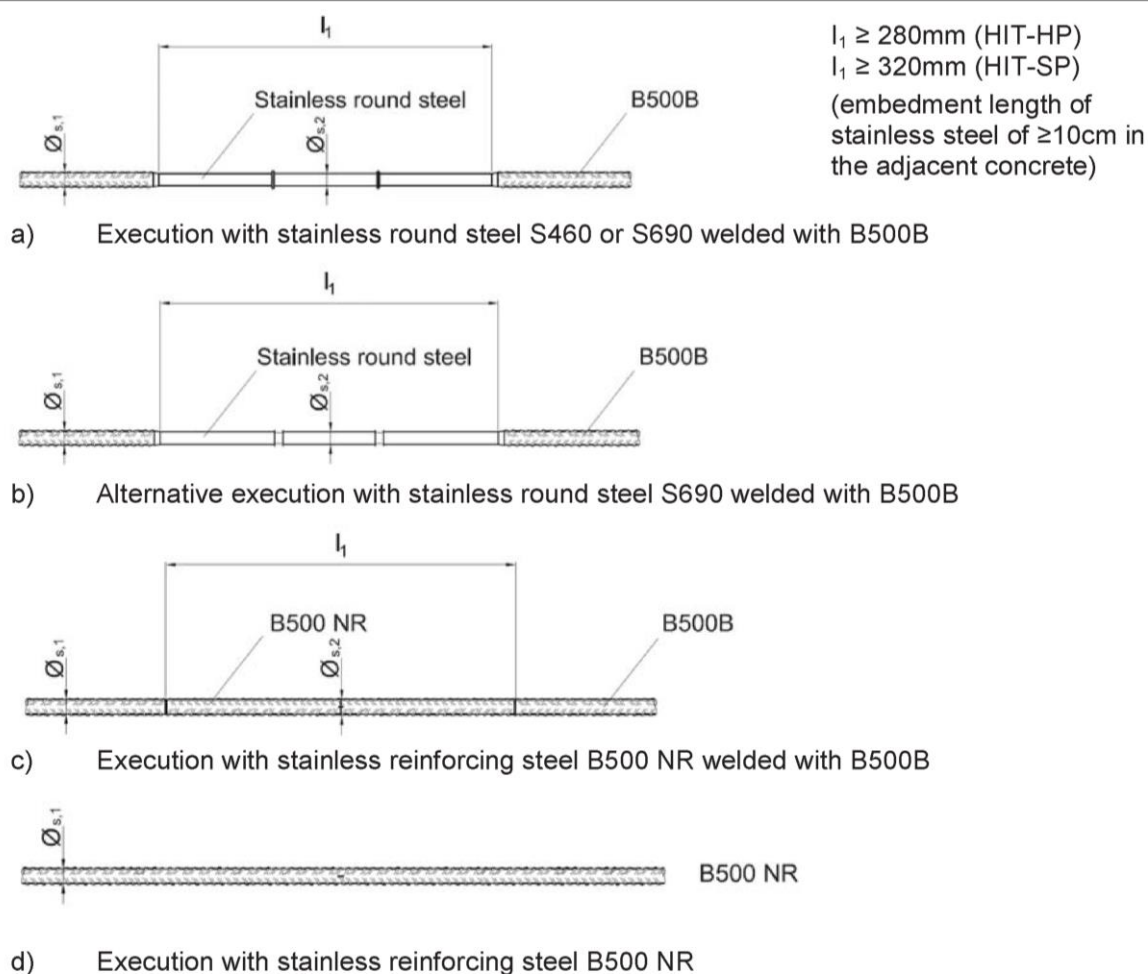 l₁
l₁ ≥ 280mm (HIT-HP)
l₁ ≥ 320mm (HIT-SP)
(embedment length of
stainless steel of ≥10cm in
the adjacent concrete)
Stainless round steel
B500B
Øs,1
Øs,2
a) Execution with stainless round steel S460 or S690 welded with B500B
l₁
Stainless round steel
B500B
Øs,1
Øs,2
b) Alternative execution with stainless round steel S690 welded with B500B
l₁
B500 NR
B500B
Øs,1
Øs,2
c) Execution with stainless reinforcing steel B500 NR welded with B500B
Øs,1
B500 NR
d) Execution with stainless reinforcing steel B500 NR